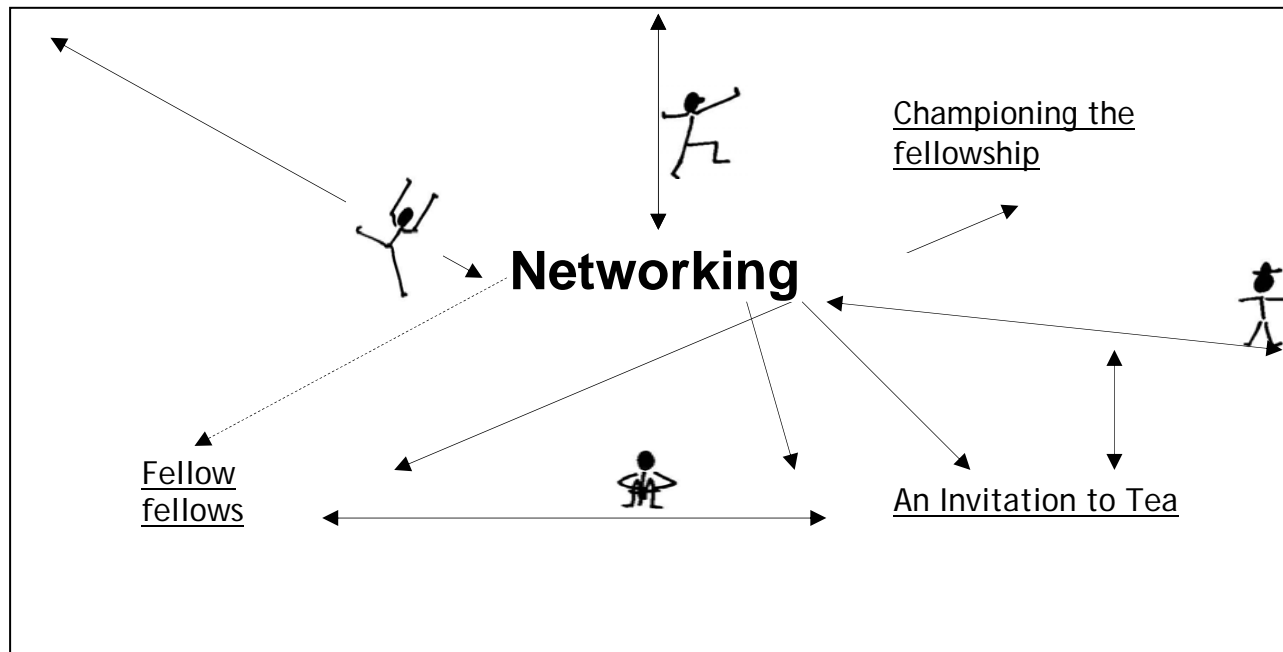 Championing the
fellowship
Networking
Fellow
fellows
An Invitation to Tea